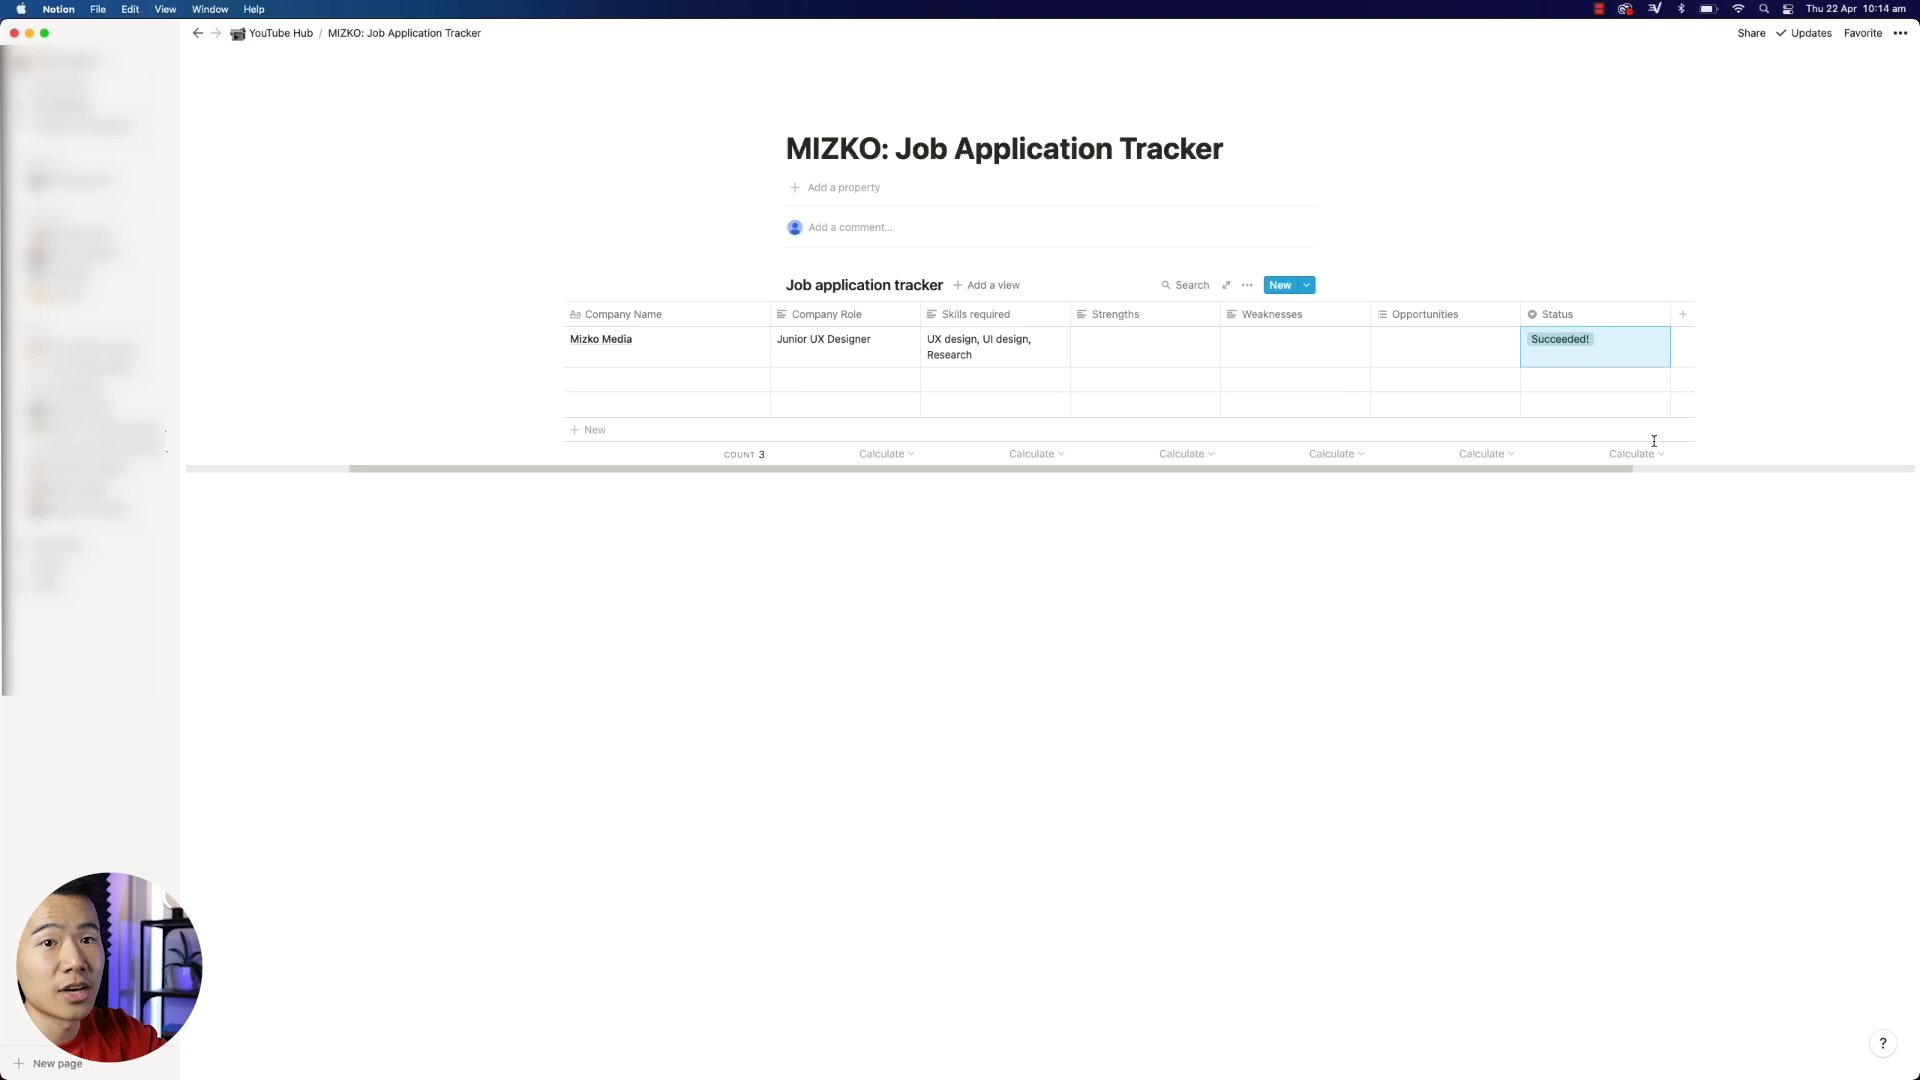 Notion File Edit View Window Help
Thu 22 Apr 10:14 am
YouTube Hub / MIZKO: Job Application Tracker
Share Updates Favorite
MIZKO: Job Application Tracker
Add a property
Add a comment...
Job application tracker Add a view Search New
Aa Company Name Company Role Skills required Strengths Weaknesses Opportunities Status
Mizko Media Junior UX Designer UX design, UI design, Succeeded!
Research
New
COUNT 3 Calculate Calculate Calculate Calculate Calculate Calculate
New page
?